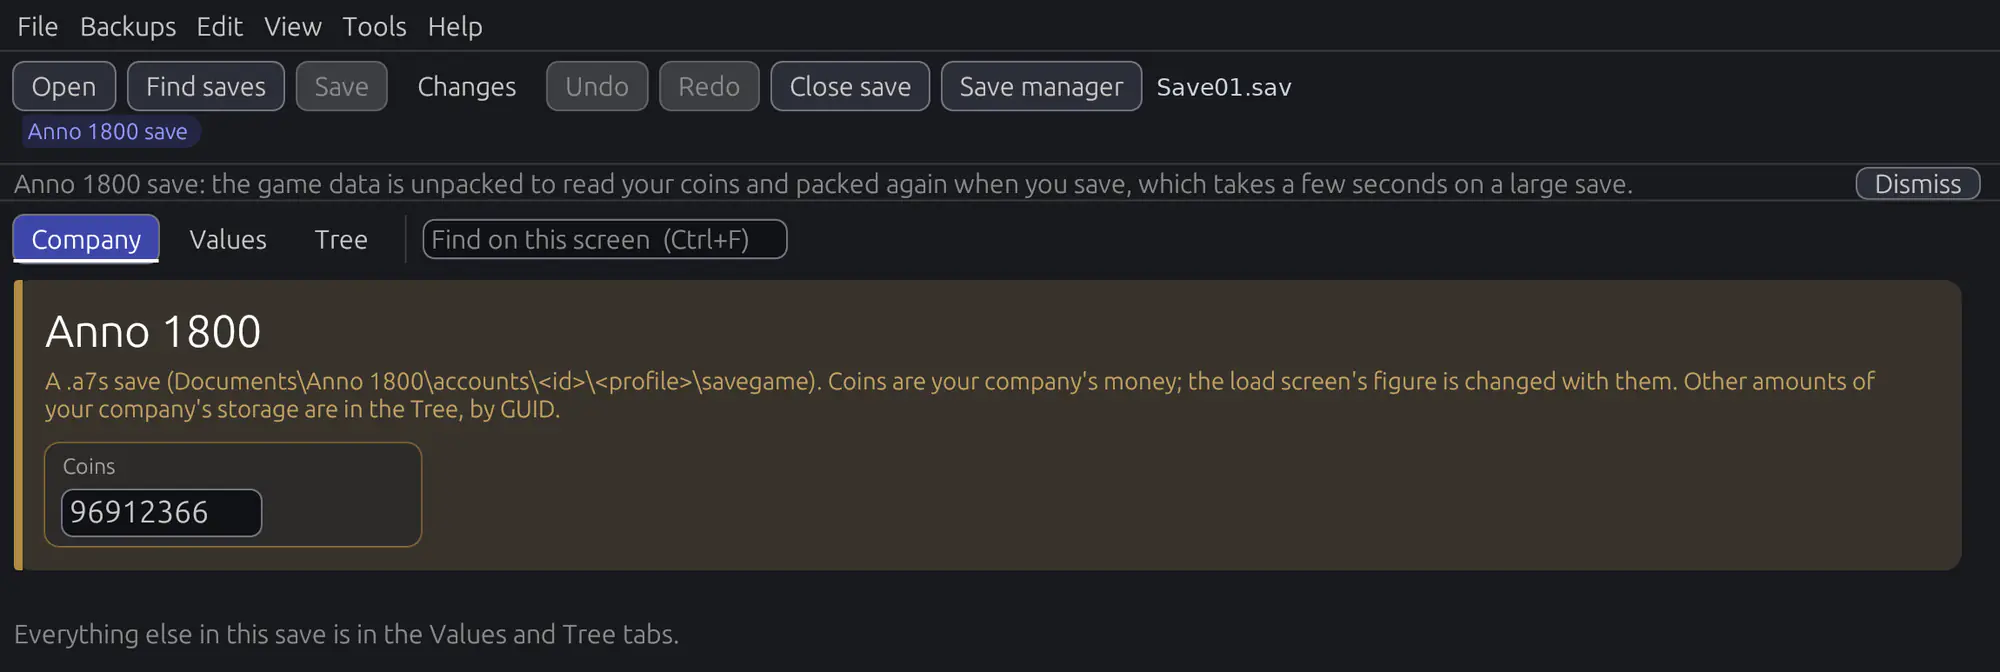 File Backups Edit View Tools Help
Open Find saves Save Changes Undo Redo Close save Save manager Save01.sav
Anno 1800 save
Anno 1800 save: the game data is unpacked to read your coins and packed again when you save, which takes a few seconds on a large save. Dismiss
Company Values Tree Find on this screen (Ctrl+F)
Anno 1800
A .a7s save (Documents\Anno 1800\accounts\<id>\<profile>\savegame). Coins are your company's money; the load screen's figure is changed with them. Other amounts of
your company's storage are in the Tree, by GUID.
Coins
96912366
Everything else in this save is in the Values and Tree tabs.